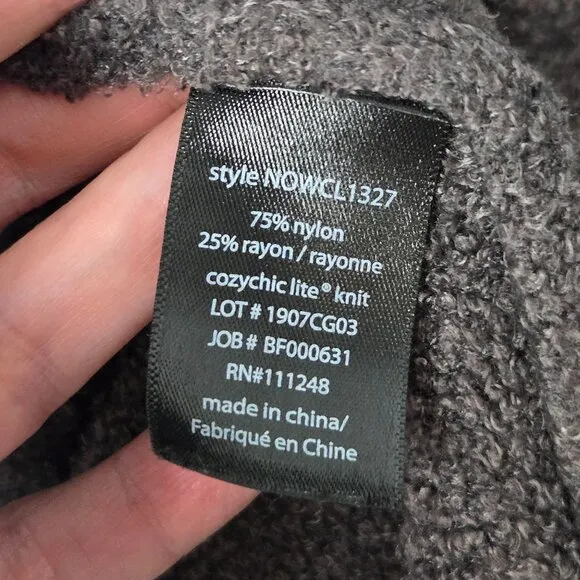 style NOWCL1327
75% nylon
25% rayon / rayonne
cozychic lite® knit
LOT # 1907CG03
JOB # BF000631
RN#111248
made in china/
Fabriqué en Chine